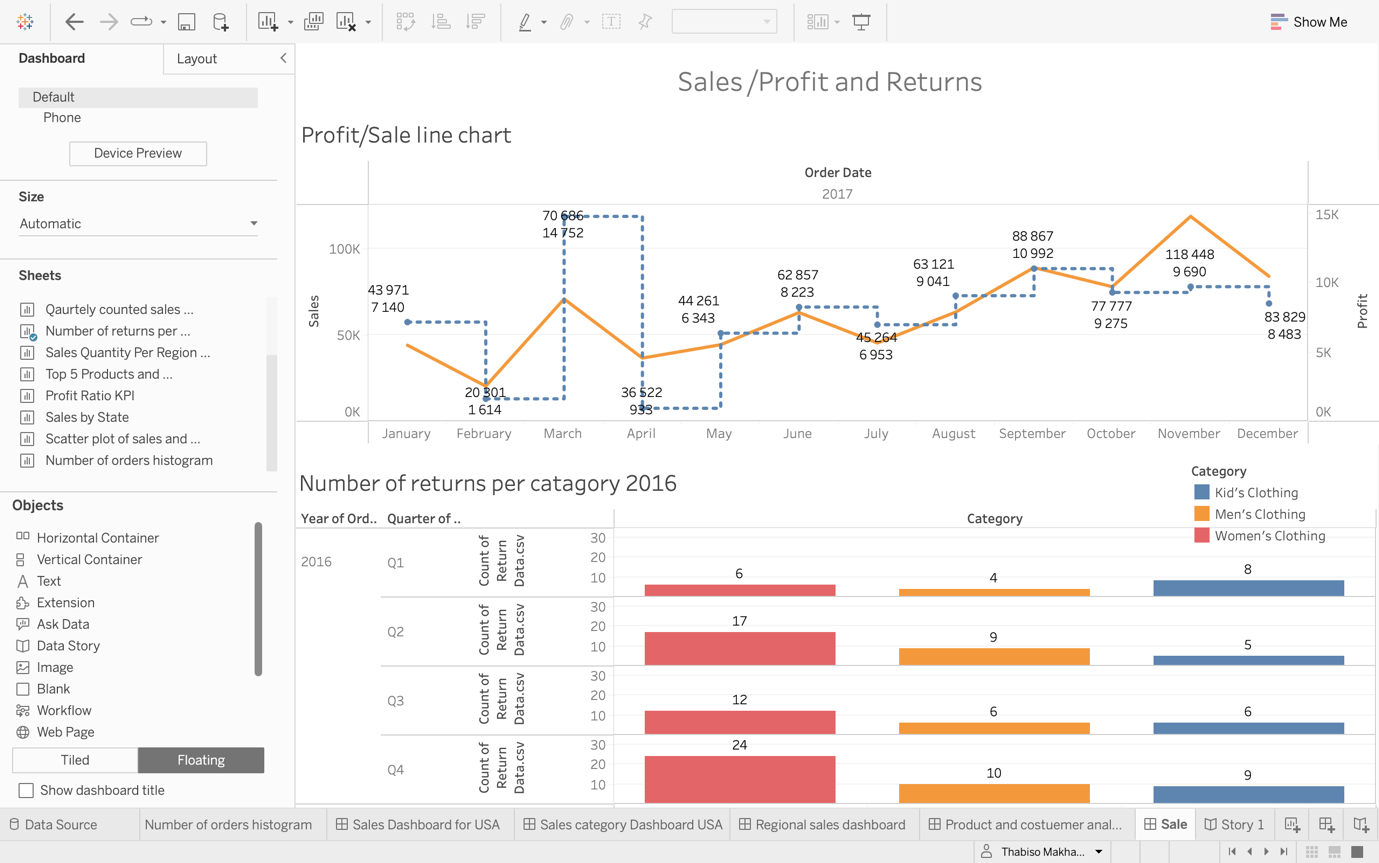 Show Me
Dashboard
Layout
Default
Phone
Device Preview
Size
Automatic
Sheets
Qaurtely counted sales ...
Number of returns per ...
Sales Quantity Per Region ...
Top 5 Products and ...
Profit Ratio KPI
Sales by State
Scatter plot of sales and ...
Number of orders histogram
Objects
Horizontal Container
Vertical Container
Text
Extension
Ask Data
Data Story
Image
Blank
Workflow
Web Page
Tiled
Floating
Show dashboard title
Sales /Profit and Returns
Profit/Sale line chart
Order Date
2017
Sales
100K
50K
0K
Profit
15K
10K
5K
0K
43 971
7 140
20 301
1 614
70 686
14 752
36 522
933
44 261
6 343
62 857
8 223
45 264
6 953
63 121
9 041
88 867
10 992
77 777
9 275
118 448
9 690
83 829
8 483
January February March April May June July August September October November December
Number of returns per catagory 2016
Category
Kid's Clothing
Men's Clothing
Women's Clothing
Year of Ord.. Quarter of .. Category
2016
Q1
Count of
Return
Data.csv
30
20
10
6 4 8
Q2
Count of
Return
Data.csv
30
20
10
17 9 5
Q3
Count of
Return
Data.csv
30
20
10
12 6 6
Q4
Count of
Return
Data.csv
30
20
10
24 10 9
Data Source
Number of orders histogram
Sales Dashboard for USA
Sales category Dashboard USA
Regional sales dashboard
Product and costuemer anal...
Sale
Story 1
Thabiso Makha...